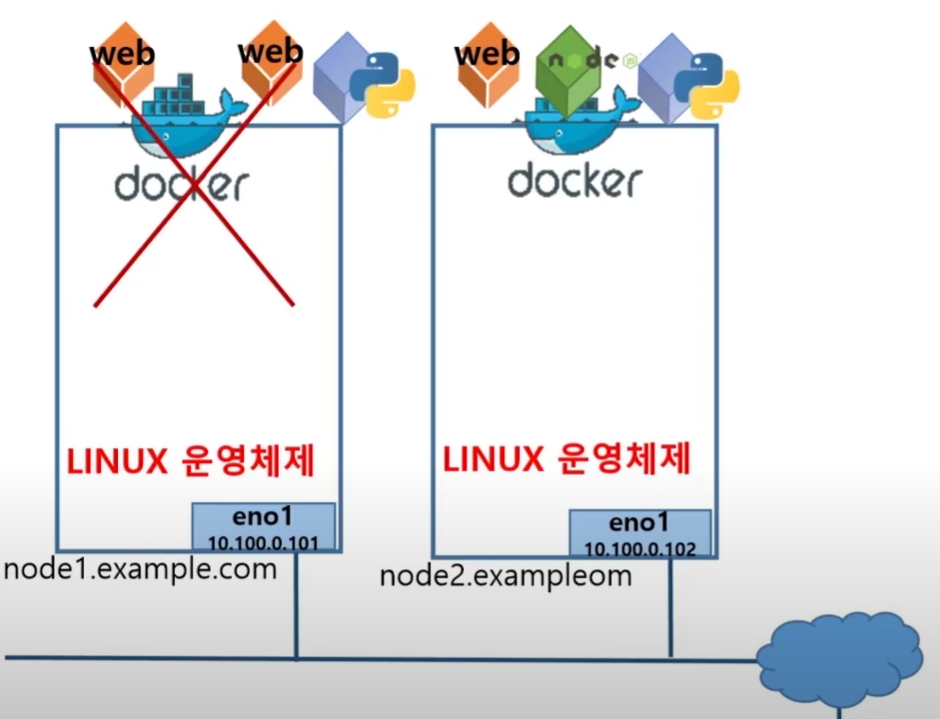 web
web
docker
LINUX 운영체제
eno1
10.100.0.101
node1.example.com
web
node
docker
LINUX 운영체제
eno1
10.100.0.102
node2.exampleom